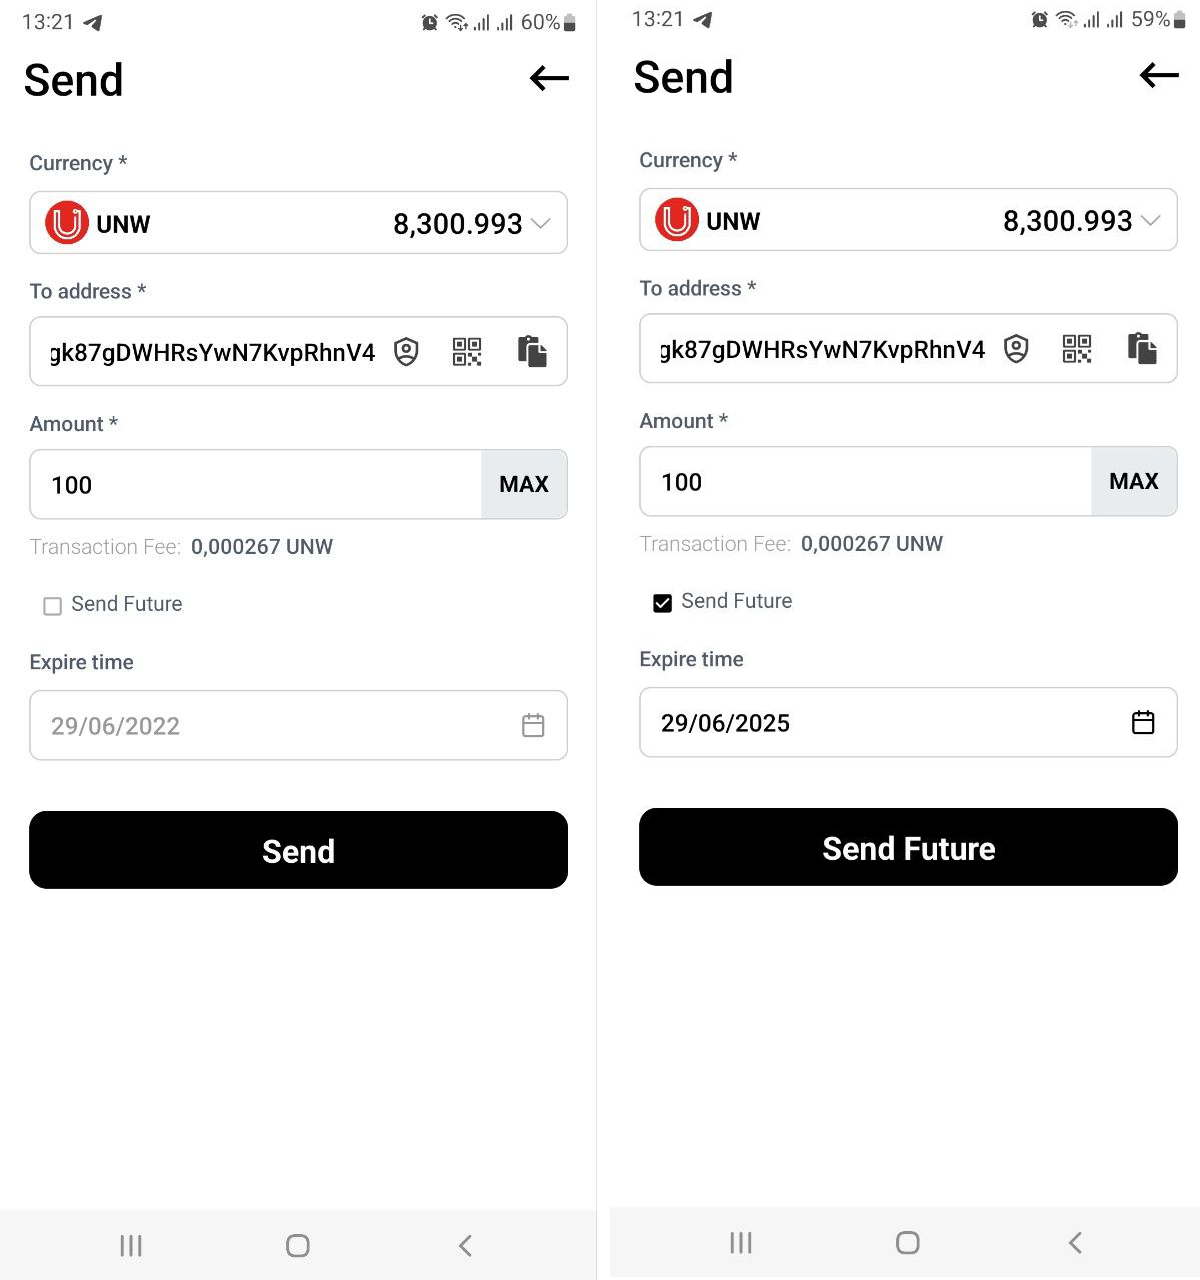 13:21
60%
Send
Currency *
UNW
8,300.993
To address *
gk87gDWHRsYwN7KvpRhnV4
Amount *
100
MAX
Transaction Fee: 0,000267 UNW
Send Future
Expire time
29/06/2022
Send
13:21
59%
Send
Currency *
UNW
8,300.993
To address *
gk87gDWHRsYwN7KvpRhnV4
Amount *
100
MAX
Transaction Fee: 0,000267 UNW
Send Future
Expire time
29/06/2025
Send Future